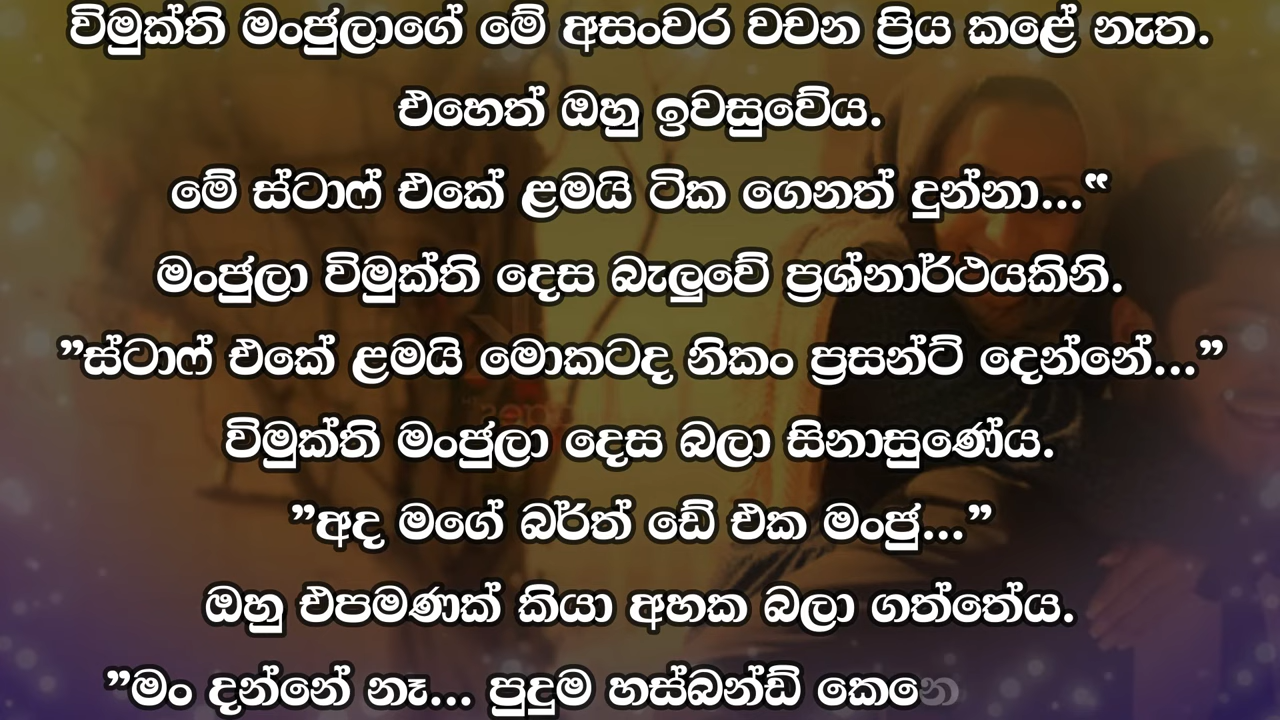 විමුක්ති මංජුලාගේ මේ අසංවර වචන ප්‍රිය කළේ නැත.
එහෙත් ඔහු ඉවසුවේය.
මේ ස්ටාෆ් එකේ ළමයි ටික ගෙනත් දුන්නා...“
මංජුලා විමුක්ති දෙස බැලුවේ ප්‍රශ්නාර්ථයකිනි.
”ස්ටාෆ් එකේ ළමයි මොකටද නිකං ප්‍රසන්ට් දෙන්නේ...”
විමුක්ති මංජුලා දෙස බලා සිනාසුණේය.
”අද මගේ බර්ත් ඩේ එක මංජු...”
ඔහු එපමණක් කියා අහක බලා ගත්තේය.
”මං දන්නේ නෑ... පුදුම හස්බන්ඩ් කෙනෙ